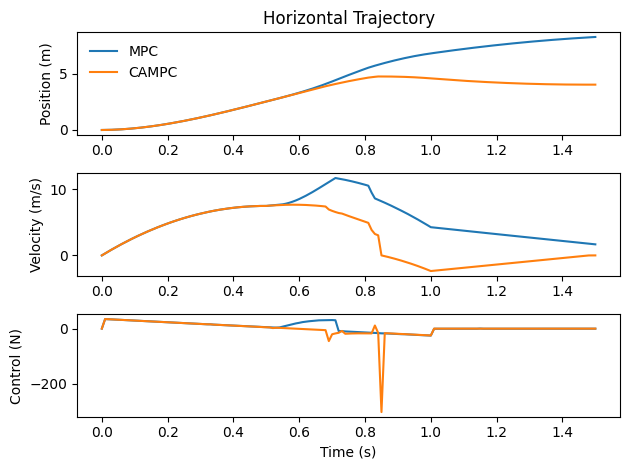 Horizontal Trajectory
Position (m)
5
0
MPC
CAMPC
0.0 0.2 0.4 0.6 0.8 1.0 1.2 1.4
Velocity (m/s)
10
0
0.0 0.2 0.4 0.6 0.8 1.0 1.2 1.4
Control (N)
0
−200
0.0 0.2 0.4 0.6 0.8 1.0 1.2 1.4
Time (s)